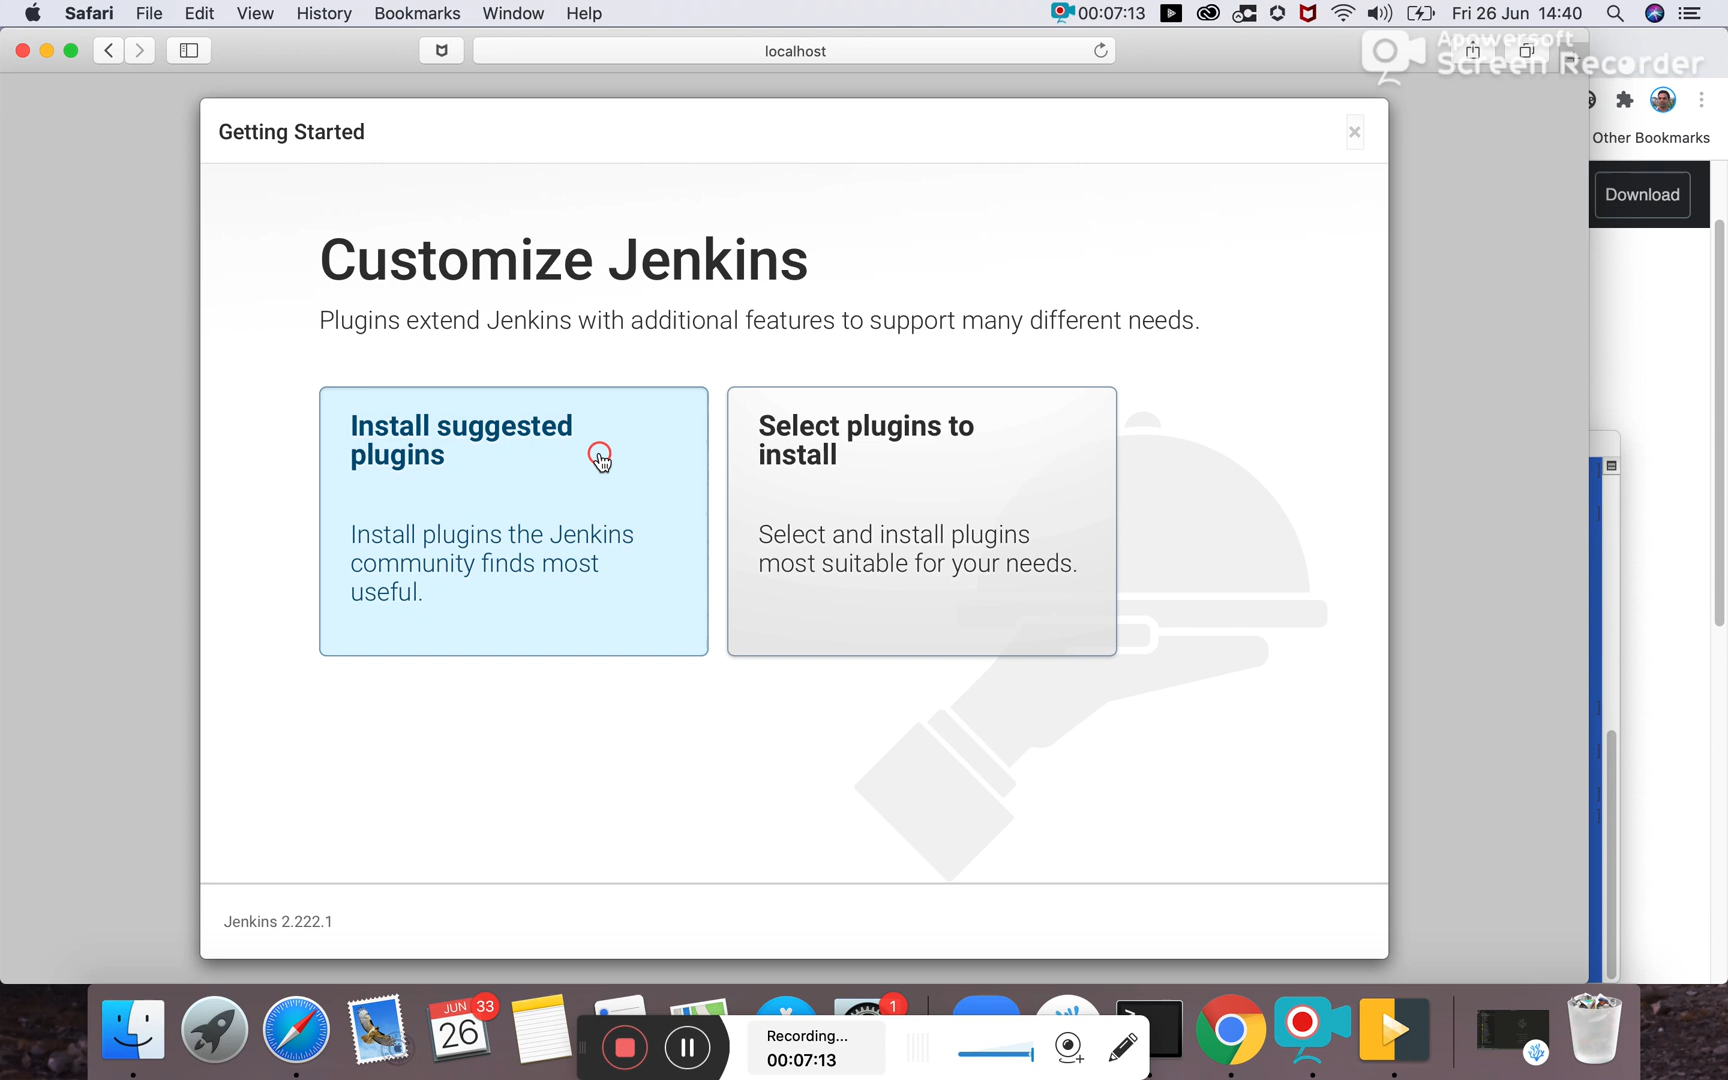 Safari File Edit View History Bookmarks Window Help 00:07:13 Fri 26 Jun 14:40
localhost
Apowersoft
Screen Recorder
Getting Started
Other Bookmarks
Download
Customize Jenkins
Plugins extend Jenkins with additional features to support many different needs.
Install suggested
plugins
Install plugins the Jenkins
community finds most
useful.
Select plugins to
install
Select and install plugins
most suitable for your needs.
Jenkins 2.222.1
JUN 33
26
1
Recording...
00:07:13